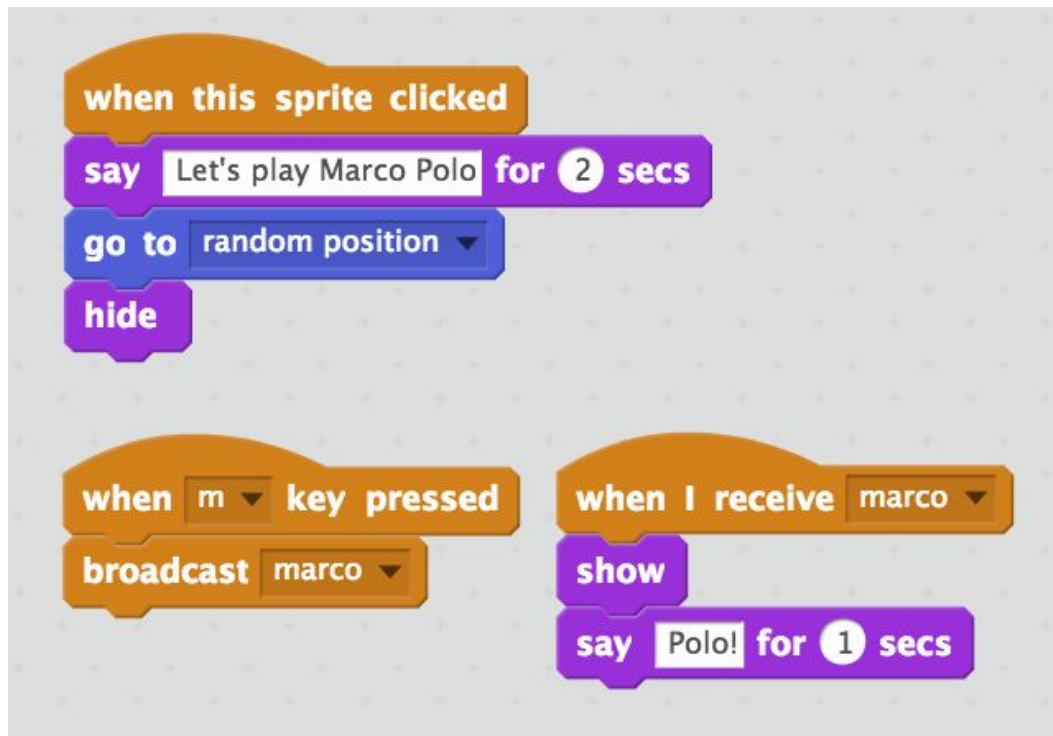 when this sprite clicked
say Let's play Marco Polo for 2 secs
go to random position
hide
when m key pressed
broadcast marco
when I receive marco
show
say Polo! for 1 secs